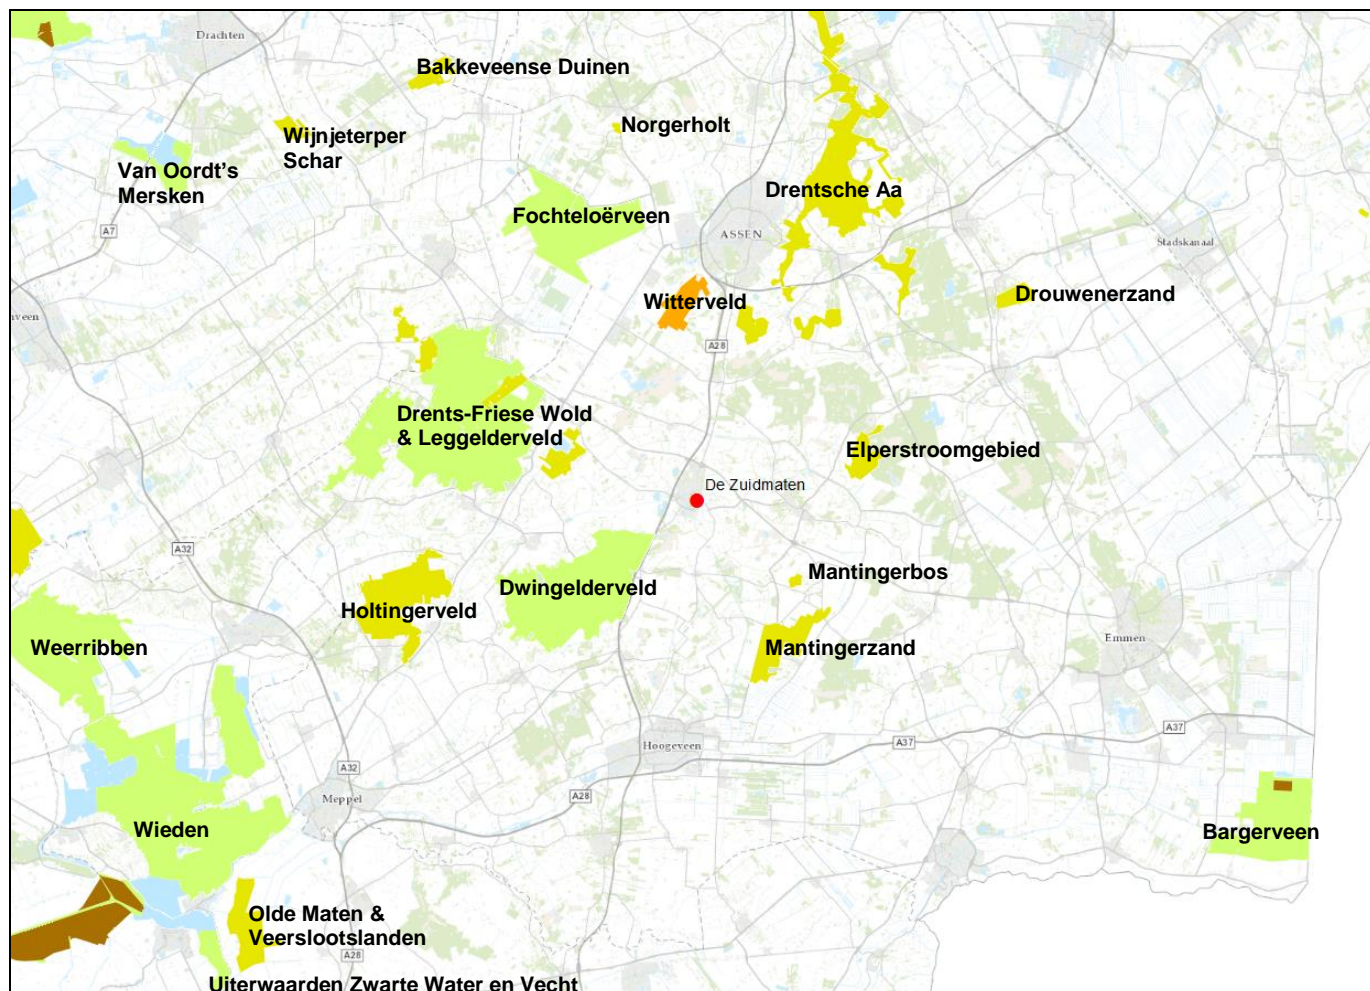 Drachten
Bakkeveense Duinen
Norgerholt
Wijnjeterper
Schar
Van Oordt's
Mersken
Drentsche Aa
Fochteloërveen
ASSEN
A7
Stadskanaal
Witterveld
Drouwenerzand
nveen
A28
Drents-Friese Wold
& Leggelderveld
Elperstroomgebied
De Zuidmaten
A32
Mantingerbos
Dwingelderveld
Holtingerveld
Weerribben
Mantingerzand
Emmen
Hoogeveen
A37
A37
A32
Meppel
A28
Wieden
Bargerveen
Olde Maten &
Veerslootslanden
A28
Uiterwaarden Zwarte Water en Vecht